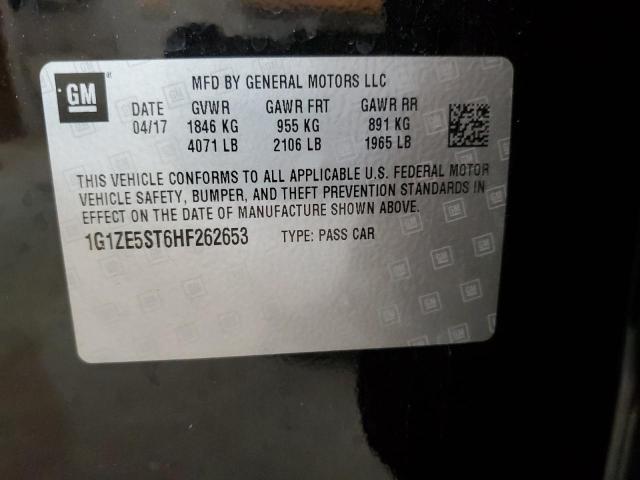 GM
MFD BY GENERAL MOTORS LLC
DATE GVWR GAWR FRT GAWR RR
04/17 1846 KG 955 KG 891 KG
4071 LB 2106 LB 1965 LB
THIS VEHICLE CONFORMS TO ALL APPLICABLE U.S. FEDERAL MOTOR
VEHICLE SAFETY, BUMPER, AND THEFT PREVENTION STANDARDS IN
EFFECT ON THE DATE OF MANUFACTURE SHOWN ABOVE.
1G1ZE5ST6HF262653 TYPE: PASS CAR